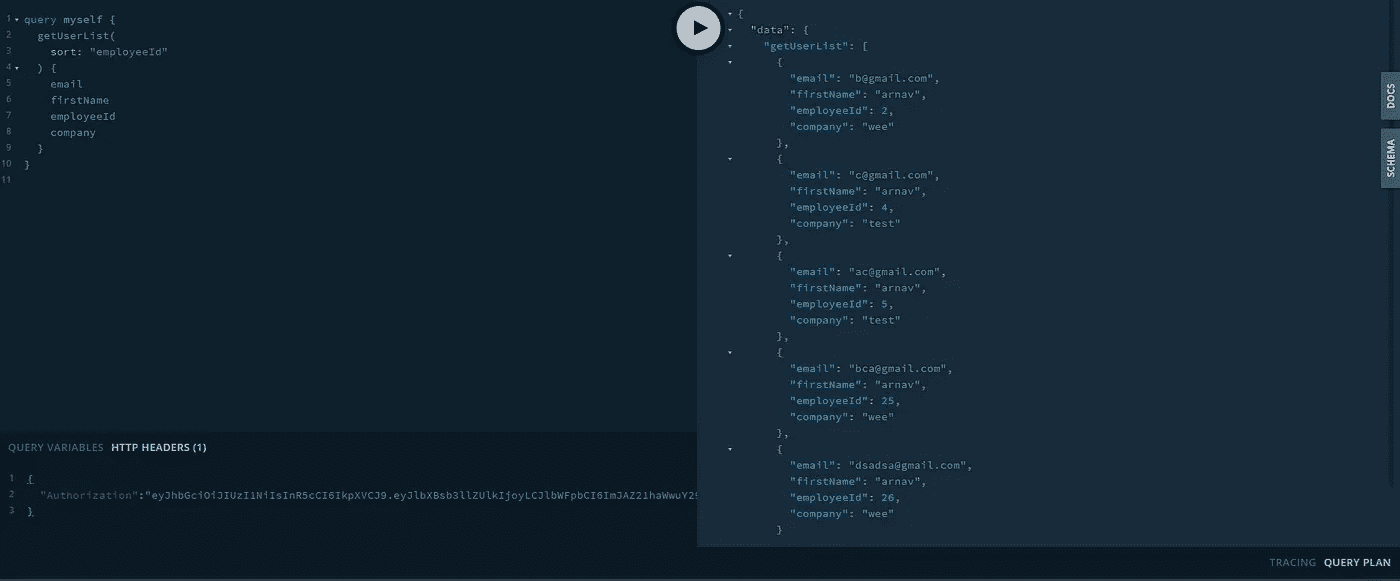 1 query myself {
2 getUserList(
3 sort: "employeeId"
4 ) {
5 email
6 firstName
7 employeeId
8 company
9 }
10 }
11
QUERY VARIABLES HTTP HEADERS (1)
1 {
2 "Authorization":"eyJhbGciOiJIUzI1NiIsInR5cCI6IkpXVCJ9.eyJlbXBsb3llZUlkIjoyLCJlbWFpbCI6ImJAZ21haWwuY29
3 }
{
"data": {
"getUserList": [
{
"email": "b@gmail.com",
"firstName": "arnav",
"employeeId": 2,
"company": "wee"
},
{
"email": "c@gmail.com",
"firstName": "arnav",
"employeeId": 4,
"company": "test"
},
{
"email": "ac@gmail.com",
"firstName": "arnav",
"employeeId": 5,
"company": "test"
},
{
"email": "bca@gmail.com",
"firstName": "arnav",
"employeeId": 25,
"company": "wee"
},
{
"email": "dsadsa@gmail.com",
"firstName": "arnav",
"employeeId": 26,
"company": "wee"
}
DOCS
SCHEMA
TRACING QUERY PLAN